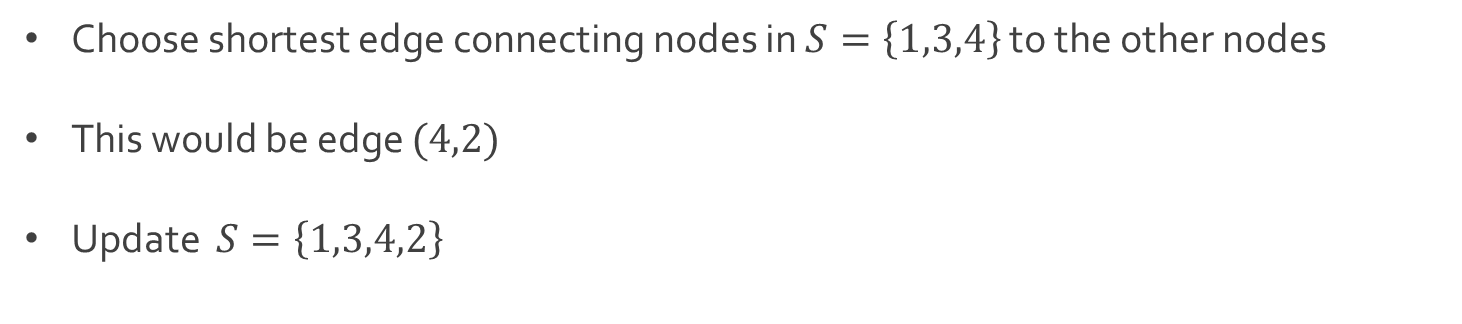 • Choose shortest edge connecting nodes in S = {1,3,4} to the other nodes
• This would be edge (4,2)
• Update S = {1,3,4,2}